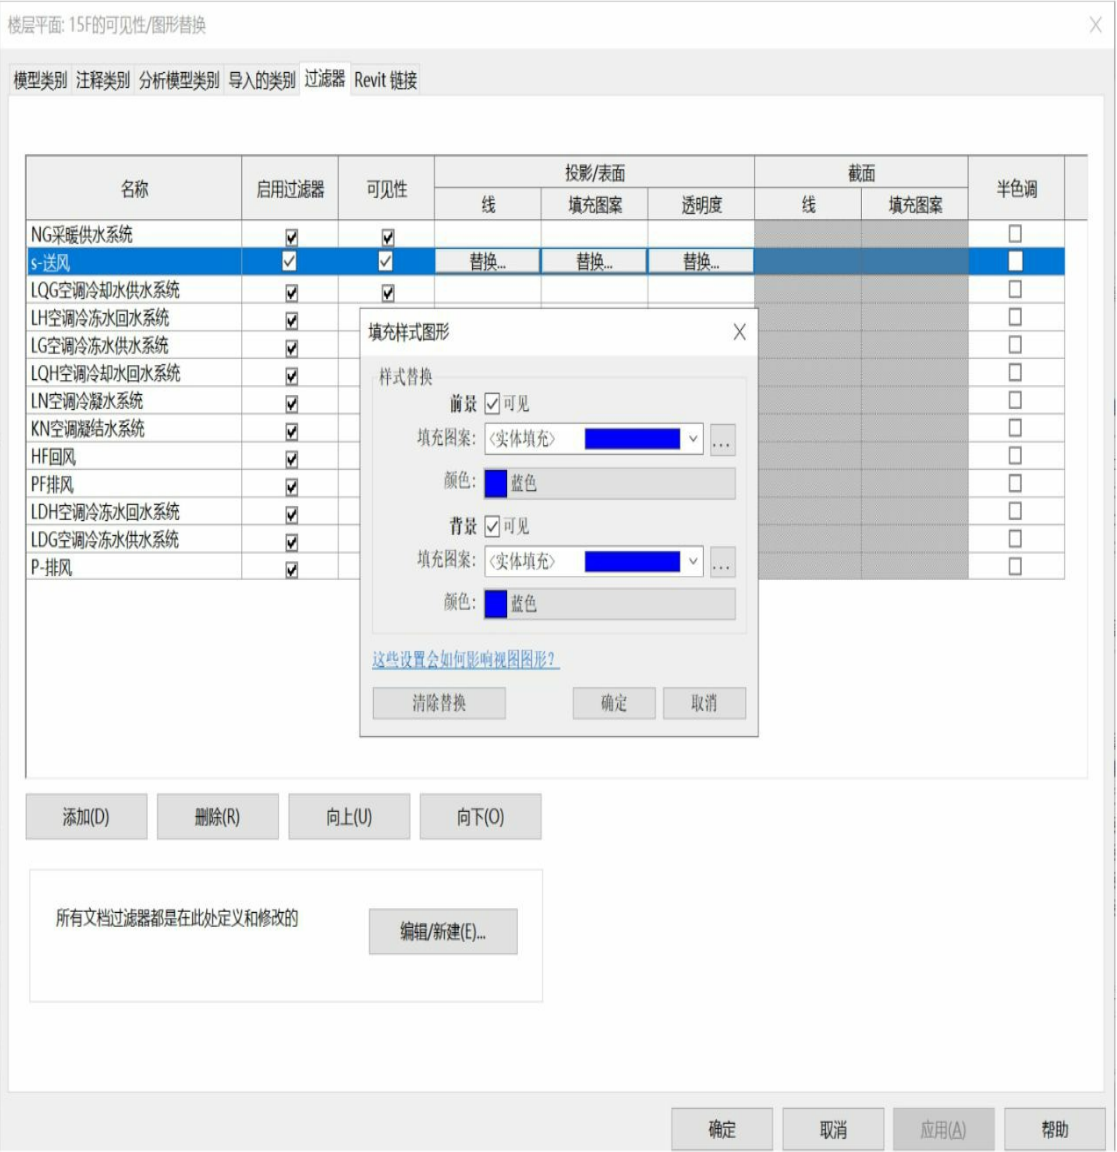 楼层平面: 15F的可见性/图形替换
模型类别 注释类别 分析模型类别 导入的类别 过滤器 Revit 链接
名称 启用过滤器 可见性 投影/表面 截面 半色调
线 填充图案 透明度 线 填充图案
NG采暖供水系统
s-送风 替换... 替换... 替换...
LQG空调冷却水供水系统
LH空调冷冻水回水系统
LG空调冷冻水供水系统
LQH空调冷却水回水系统
LN空调冷凝水系统
KN空调凝结水系统
HF回风
PF排风
LDH空调冷冻水回水系统
LDG空调冷冻水供水系统
P-排风
填充样式图形
样式替换
前景 可见
填充图案: <实体填充> ...
颜色: 蓝色
背景 可见
填充图案: <实体填充> ...
颜色: 蓝色
这些设置会如何影响视图图形?
清除替换 确定 取消
添加(D) 删除(R) 向上(U) 向下(O)
所有文档过滤器都是在此处定义和修改的
编辑/新建(E)...
确定 取消 应用(A) 帮助